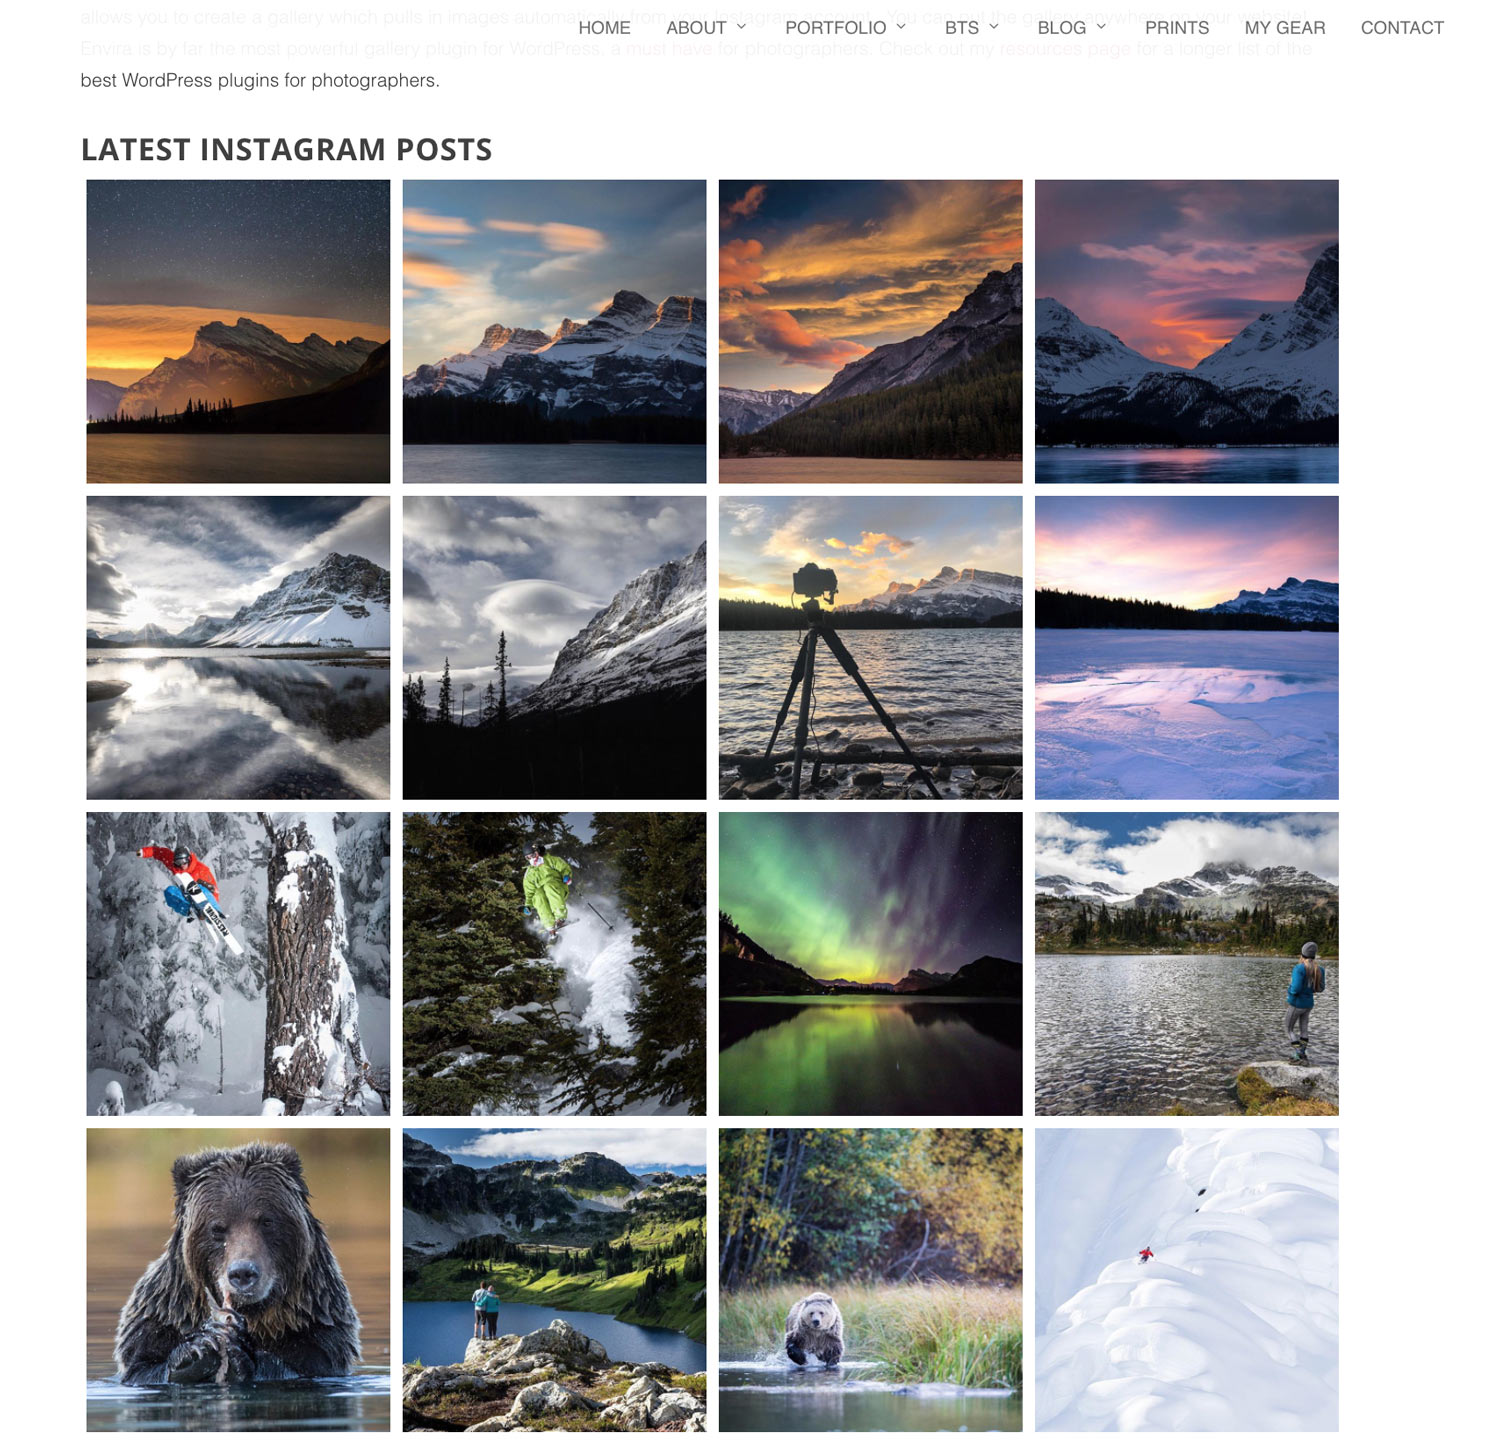 allows you to create a gallery which pulls in images automatically from your Instagram account. You can put the gallery anywhere on your website!
HOME ABOUT PORTFOLIO BTS BLOG PRINTS MY GEAR CONTACT
Envira is by far the most powerful gallery plugin for WordPress, a must have for photographers. Check out my resources page for a longer list of the
best WordPress plugins for photographers.
LATEST INSTAGRAM POSTS